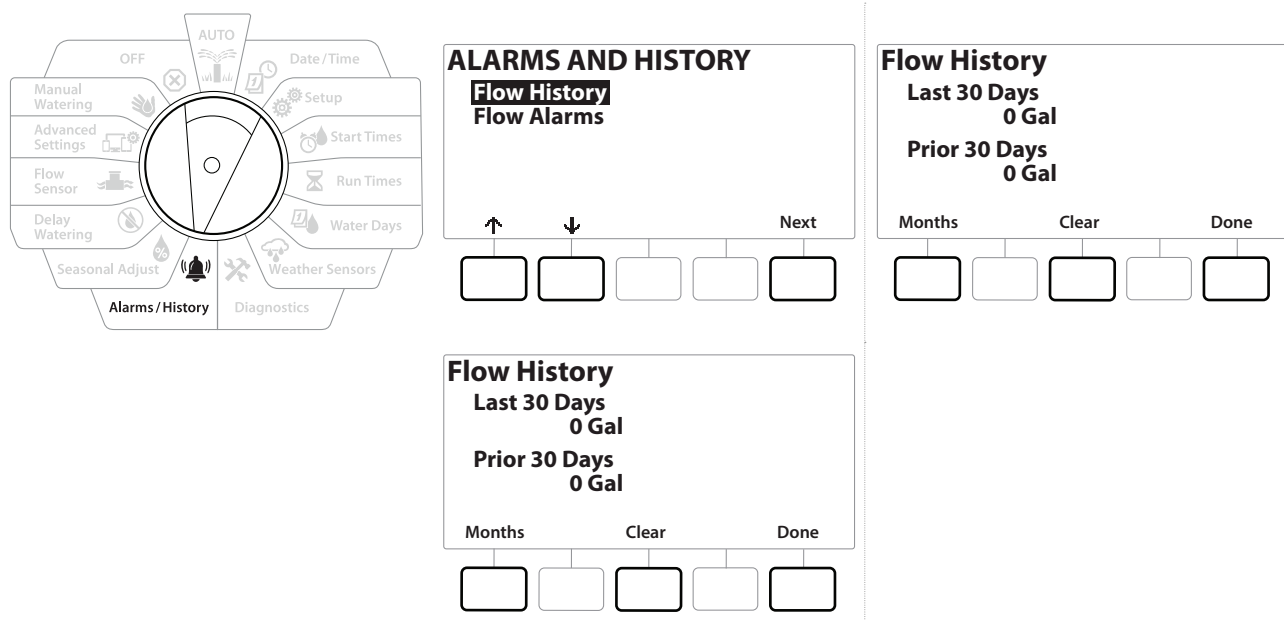 AUTO
OFF
Date/Time
Manual
Watering
Setup
Advanced
Settings
Start Times
Flow
Sensor
Run Times
Delay
Watering
Water Days
Seasonal Adjust
Weather Sensors
Alarms/History
Diagnostics
ALARMS AND HISTORY
Flow History
Flow Alarms
Next
Flow History
Last 30 Days
0 Gal
Prior 30 Days
0 Gal
Months Clear Done
Flow History
Last 30 Days
0 Gal
Prior 30 Days
0 Gal
Months Clear Done